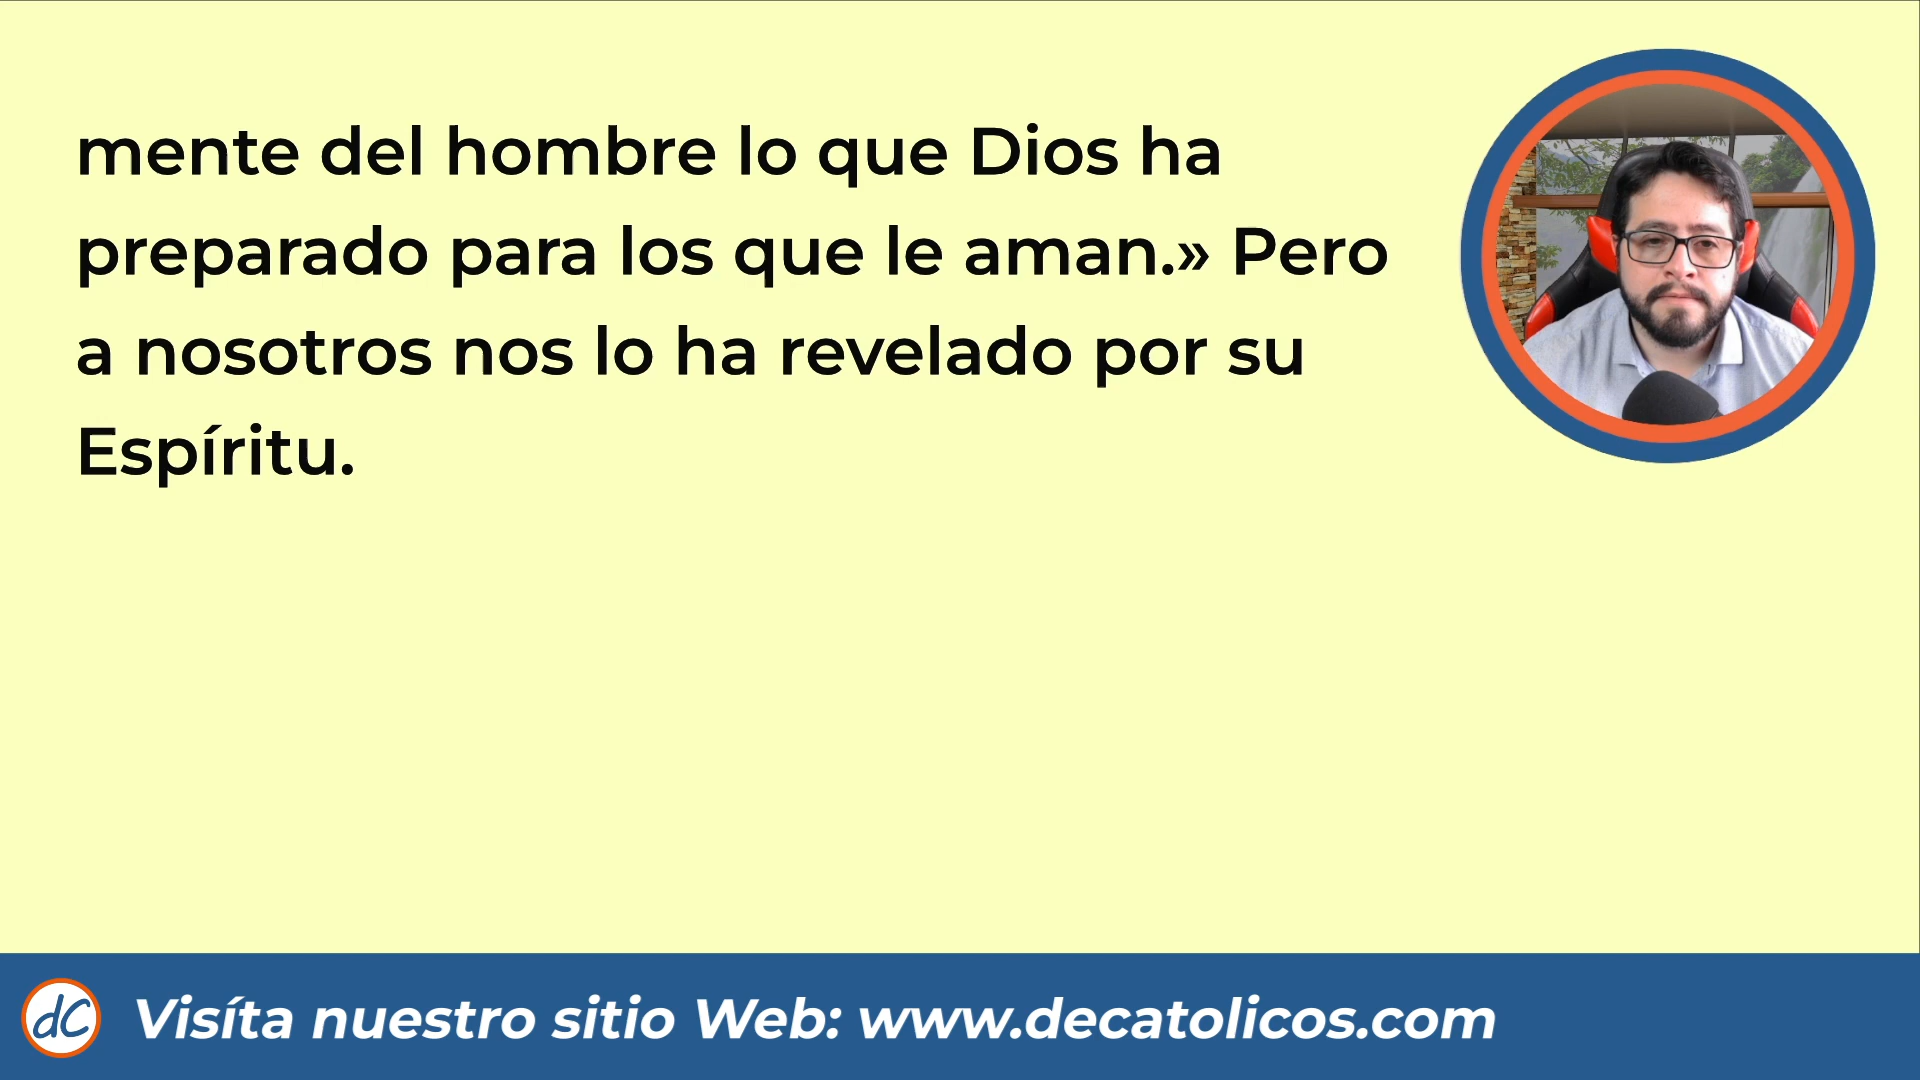 mente del hombre lo que Dios ha
preparado para los que le aman.» Pero
a nosotros nos lo ha revelado por su
Espíritu.
dC Visíta nuestro sitio Web: www.decatolicos.com